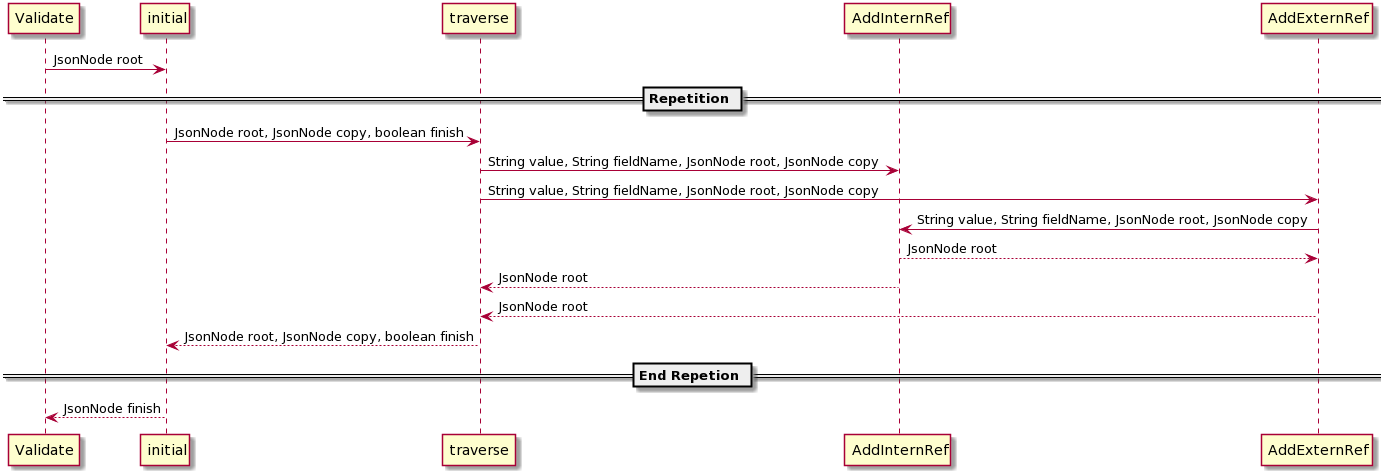 Validate initial traverse AddInternRef AddExternRef
JsonNode root
Repetition
JsonNode root, JsonNode copy, boolean finish
String value, String fieldName, JsonNode root, JsonNode copy
String value, String fieldName, JsonNode root, JsonNode copy
String value, String fieldName, JsonNode root, JsonNode copy
JsonNode root
JsonNode root
JsonNode root
JsonNode root, JsonNode copy, boolean finish
End Repetion
JsonNode finish
Validate initial traverse AddInternRef AddExternRef